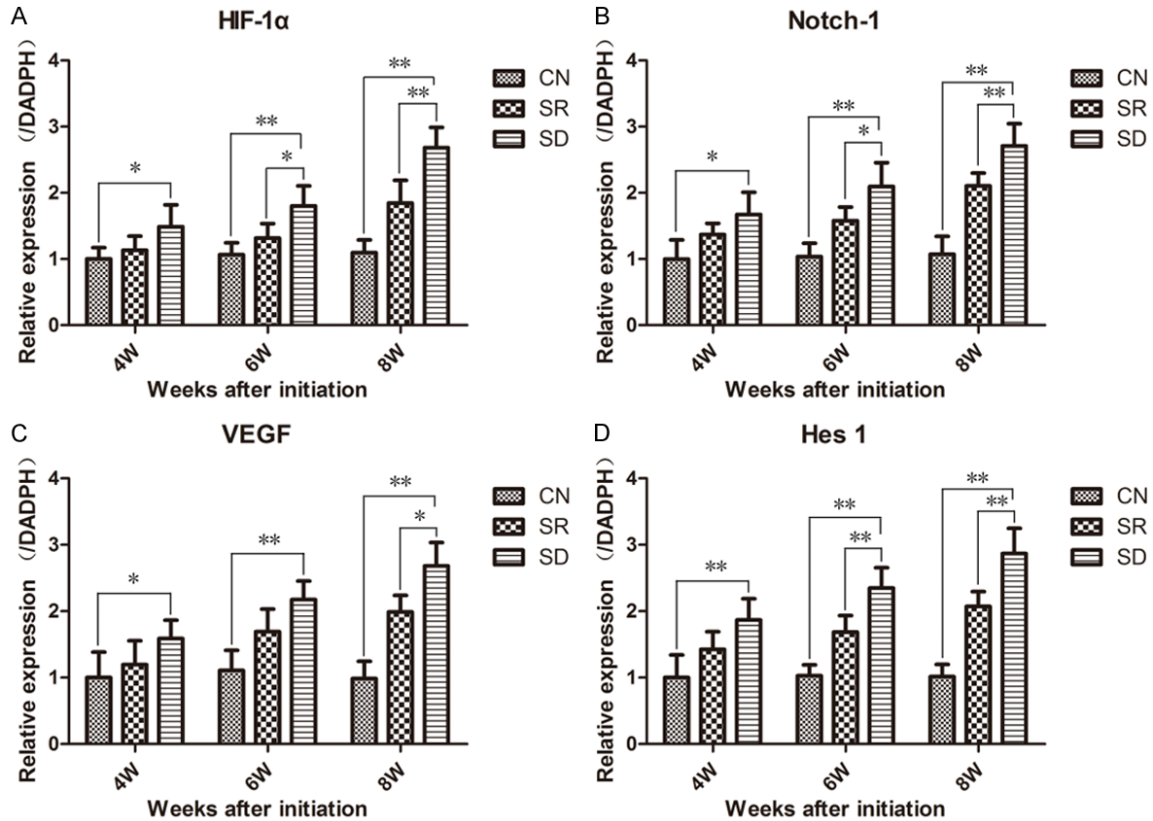 A
HIF-1α
Relative expression (/DADPH)
4
3
2
1
0
*
**
*
**
**
CN
SR
SD
4W
6W
8W
Weeks after initiation
B
Notch-1
Relative expression (/DADPH)
4
3
2
1
0
*
**
*
**
**
CN
SR
SD
4W
6W
8W
Weeks after initiation
C
VEGF
Relative expression (/DADPH)
4
3
2
1
0
*
**
**
*
CN
SR
SD
4W
6W
8W
Weeks after initiation
D
Hes 1
Relative expression (/DADPH)
4
3
2
1
0
**
**
**
**
**
CN
SR
SD
4W
6W
8W
Weeks after initiation